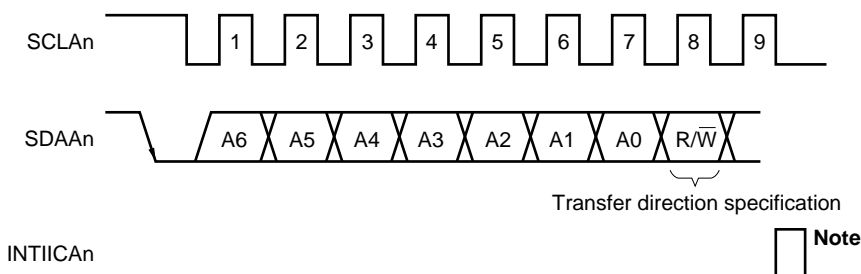 SCLAn 1 2 3 4 5 6 7 8 9
SDAAn A6 A5 A4 A3 A2 A1 A0 R/W̅
Transfer direction specification
Note
INTIICAn